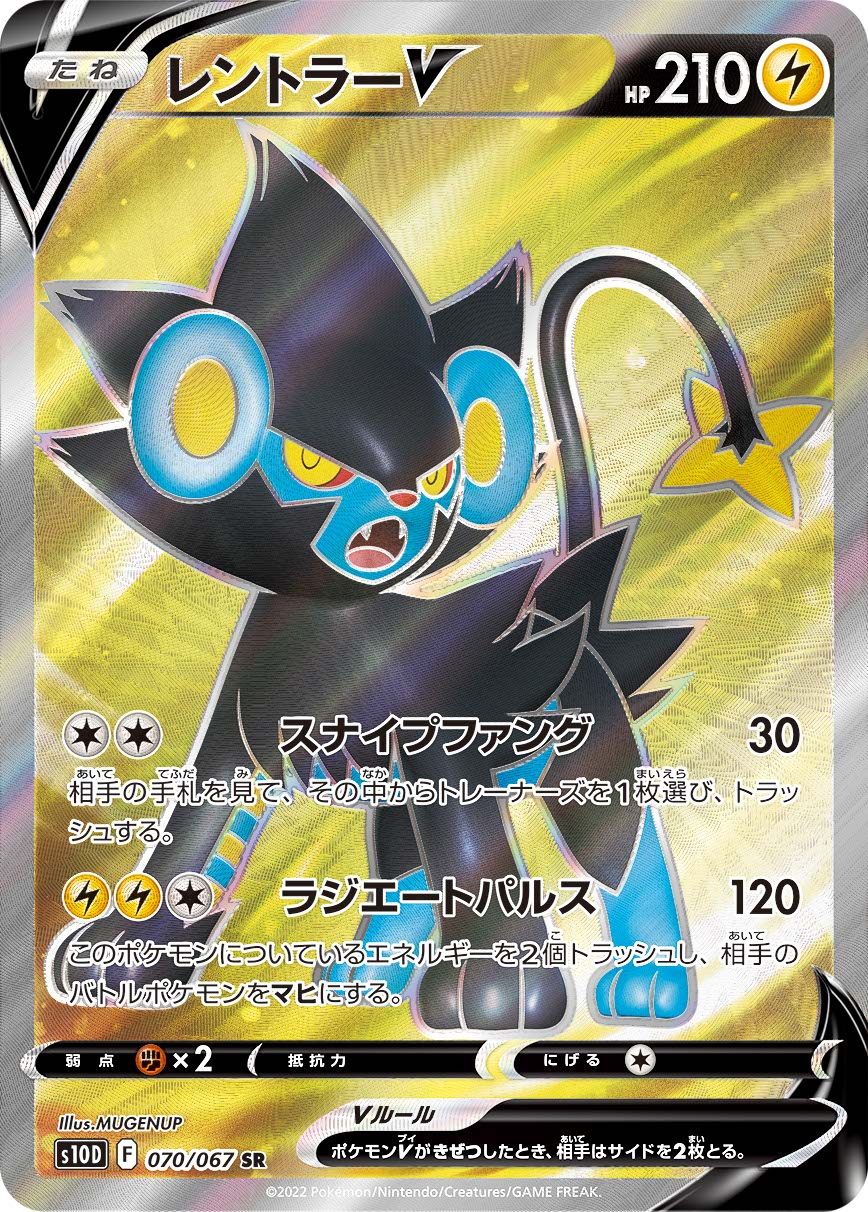 たね レントラーV HP 210
スナイプファング 30
相手の手札を見て、その中からトレーナーズを1枚選び、トラッ
シュする。
ラジエートパルス 120
このポケモンについているエネルギーを2個トラッシュし、相手の
バトルポケモンをマヒにする。
弱点 ×2 抵抗力 にげる
Illus.MUGENUP
Vルール
ポケモンVがきぜつしたとき、相手はサイドを2枚とる。
s10D F 070/067 SR
©2022 Pokémon/Nintendo/Creatures/GAME FREAK.